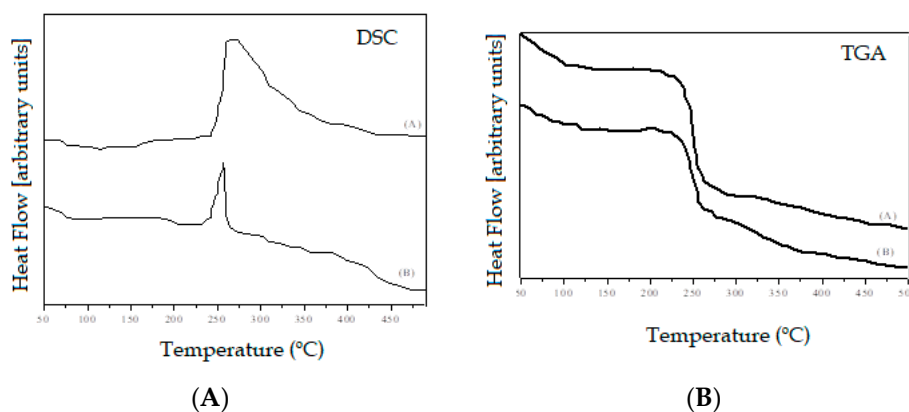 DSC
Heat Flow [arbitrary units]
(A)
(B)
50 100 150 200 250 300 350 400 450
Temperature (°C)
(A)
TGA
Heat Flow [arbitrary units]
(A)
(B)
50 100 150 200 250 300 350 400 450 500
Temperature (°C)
(B)